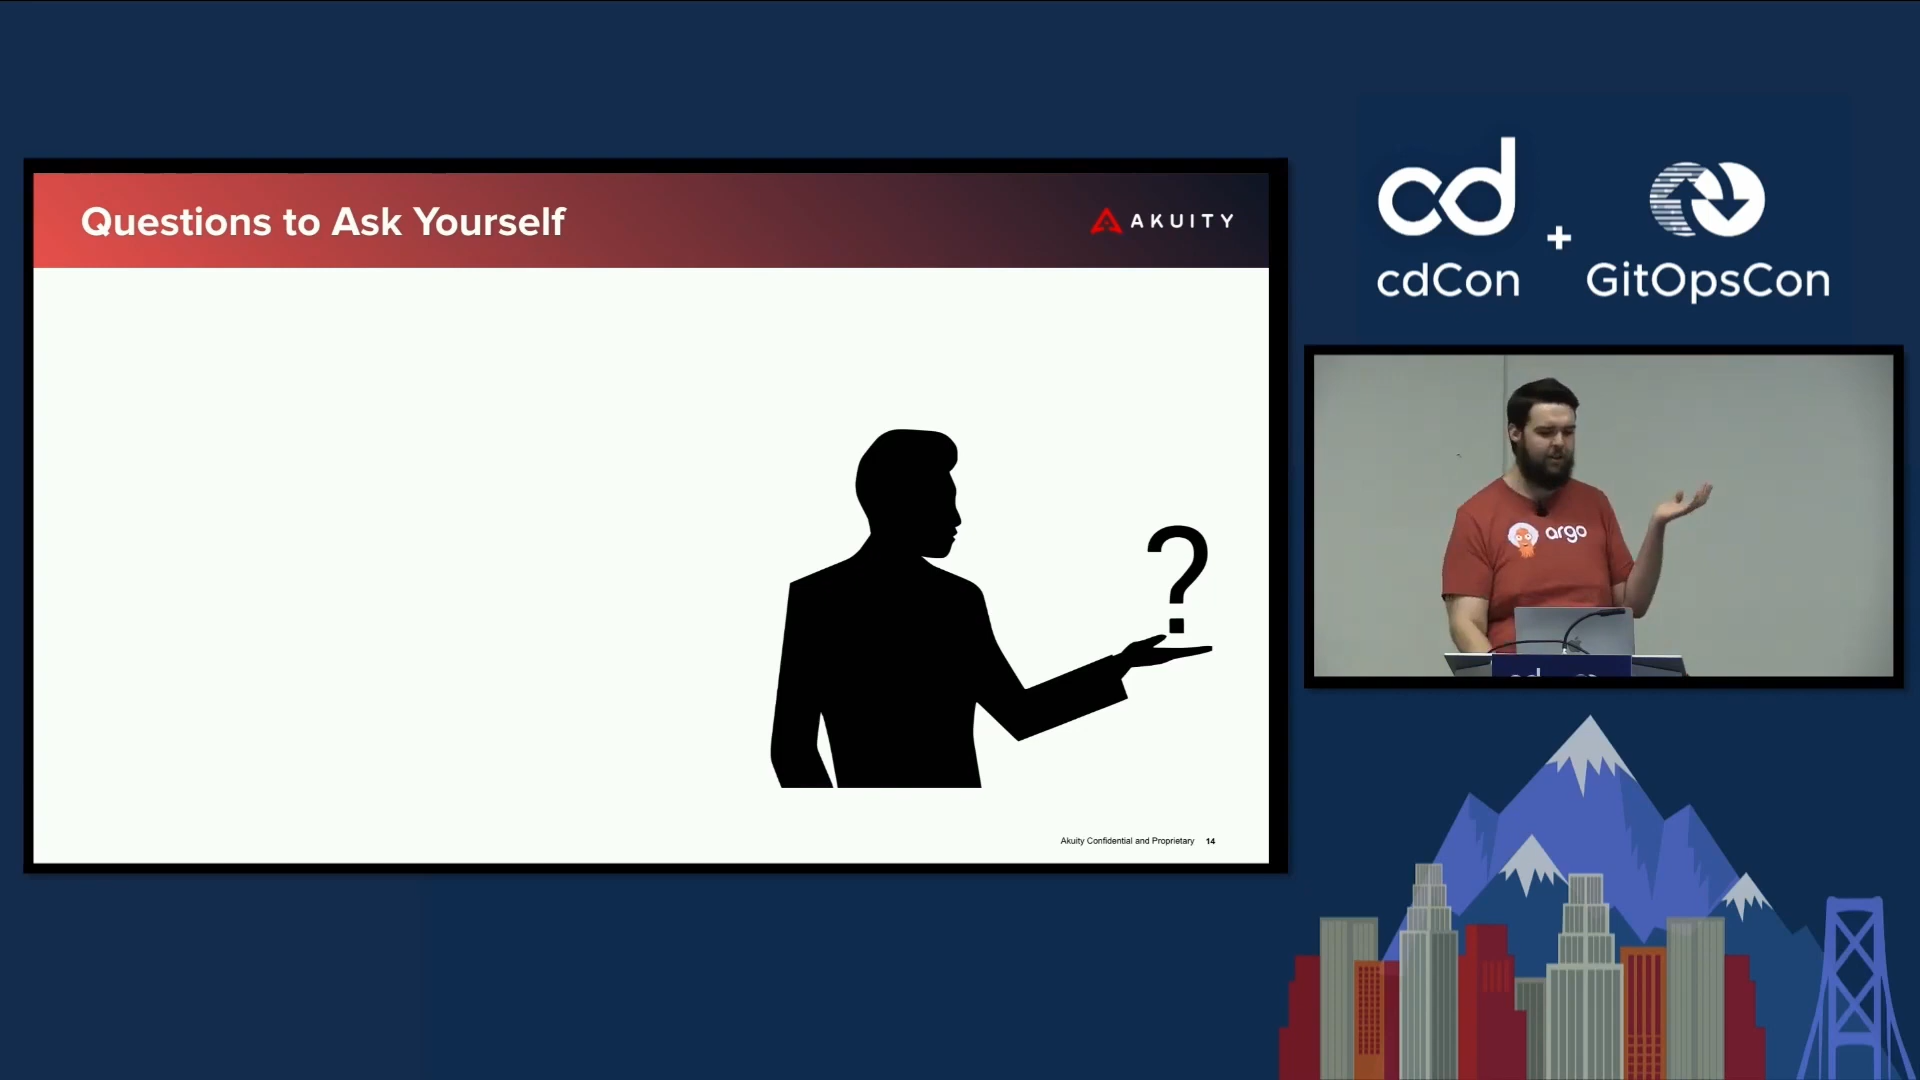 Questions to Ask Yourself
AKUITY
?
Akuity Confidential and Proprietary 14
cd
cdCon
+
GitOpsCon
argo